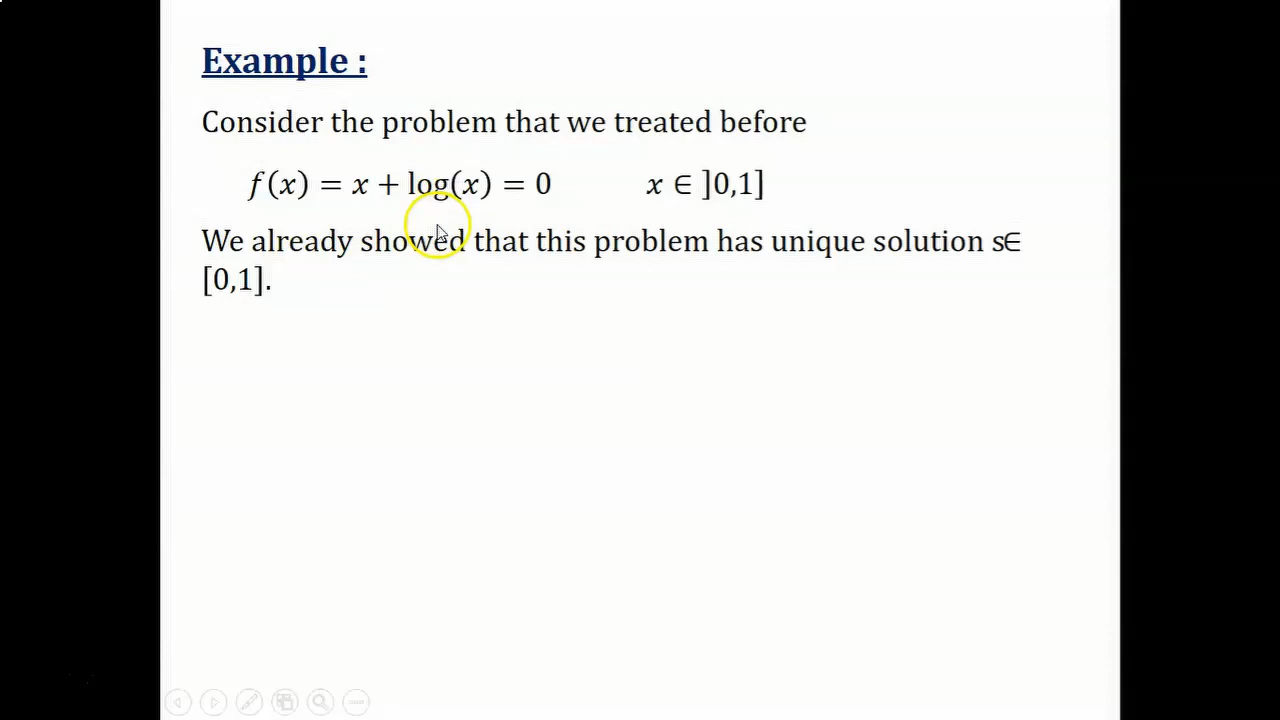 Example :
Consider the problem that we treated before
f(x) = x + log(x) = 0 x ∈ ]0,1]
We already showed that this problem has unique solution s∈
[0,1].